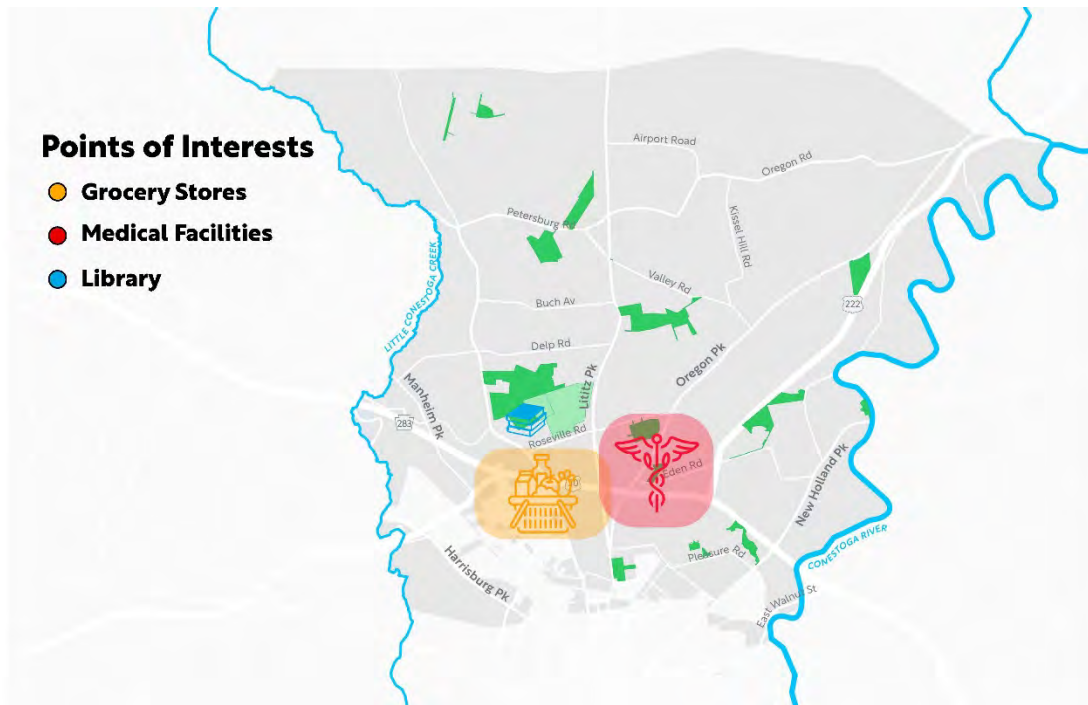 Points of Interests
Grocery Stores
Medical Facilities
Library
Airport Road
Oregon Rd
Kissel Hill Rd
Petersburg Rd
Valley Rd
LITTLE CONESTOGA CREEK
Buch Av
222
Delp Rd
Oregon Pk
Lititz Pk
Manheim Pk
283
Roseville Rd
Eden Rd
New Holland Pk
CONESTOGA RIVER
Pleasure Rd
Harrisburg Pk
East Walnut St